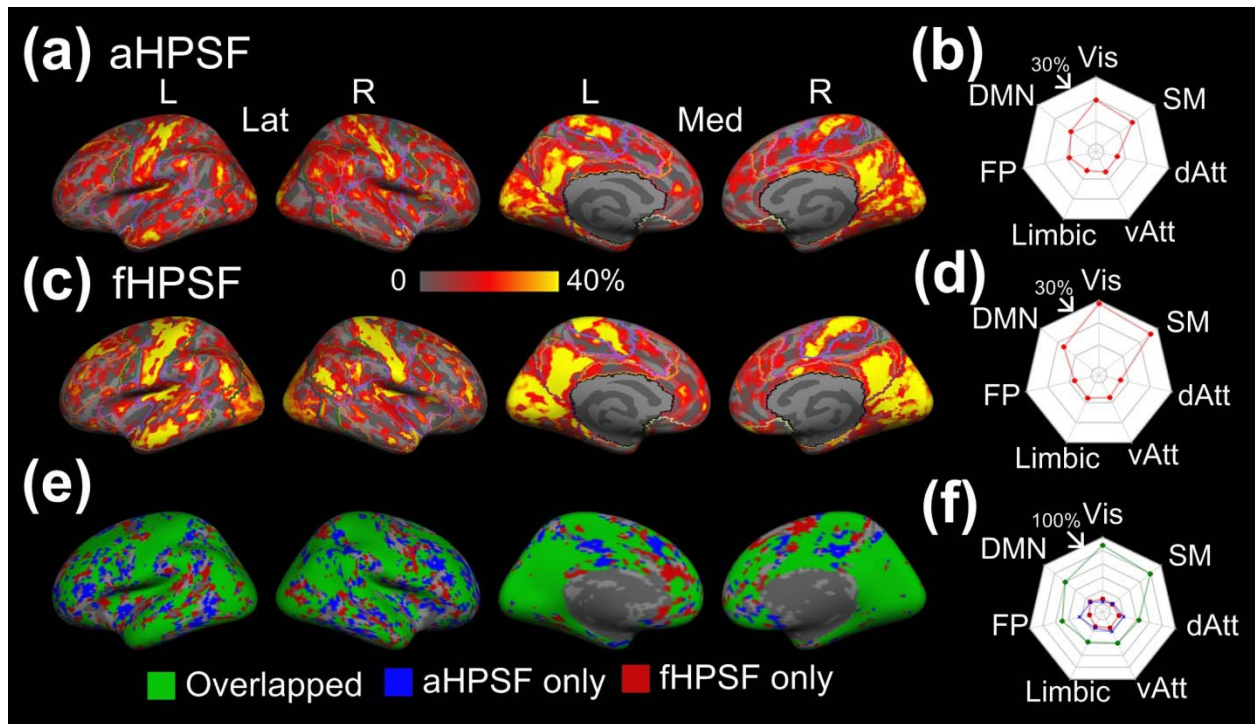 (a) aHPSF
L Lat R L Med R
(b)
30%
Vis
SM
dAtt
vAtt
Limbic
FP
DMN
(c) fHPSF
0 40%
(d)
30%
Vis
SM
dAtt
vAtt
Limbic
FP
DMN
(e)
Overlapped aHPSF only fHPSF only
(f)
100%
Vis
SM
dAtt
vAtt
Limbic
FP
DMN